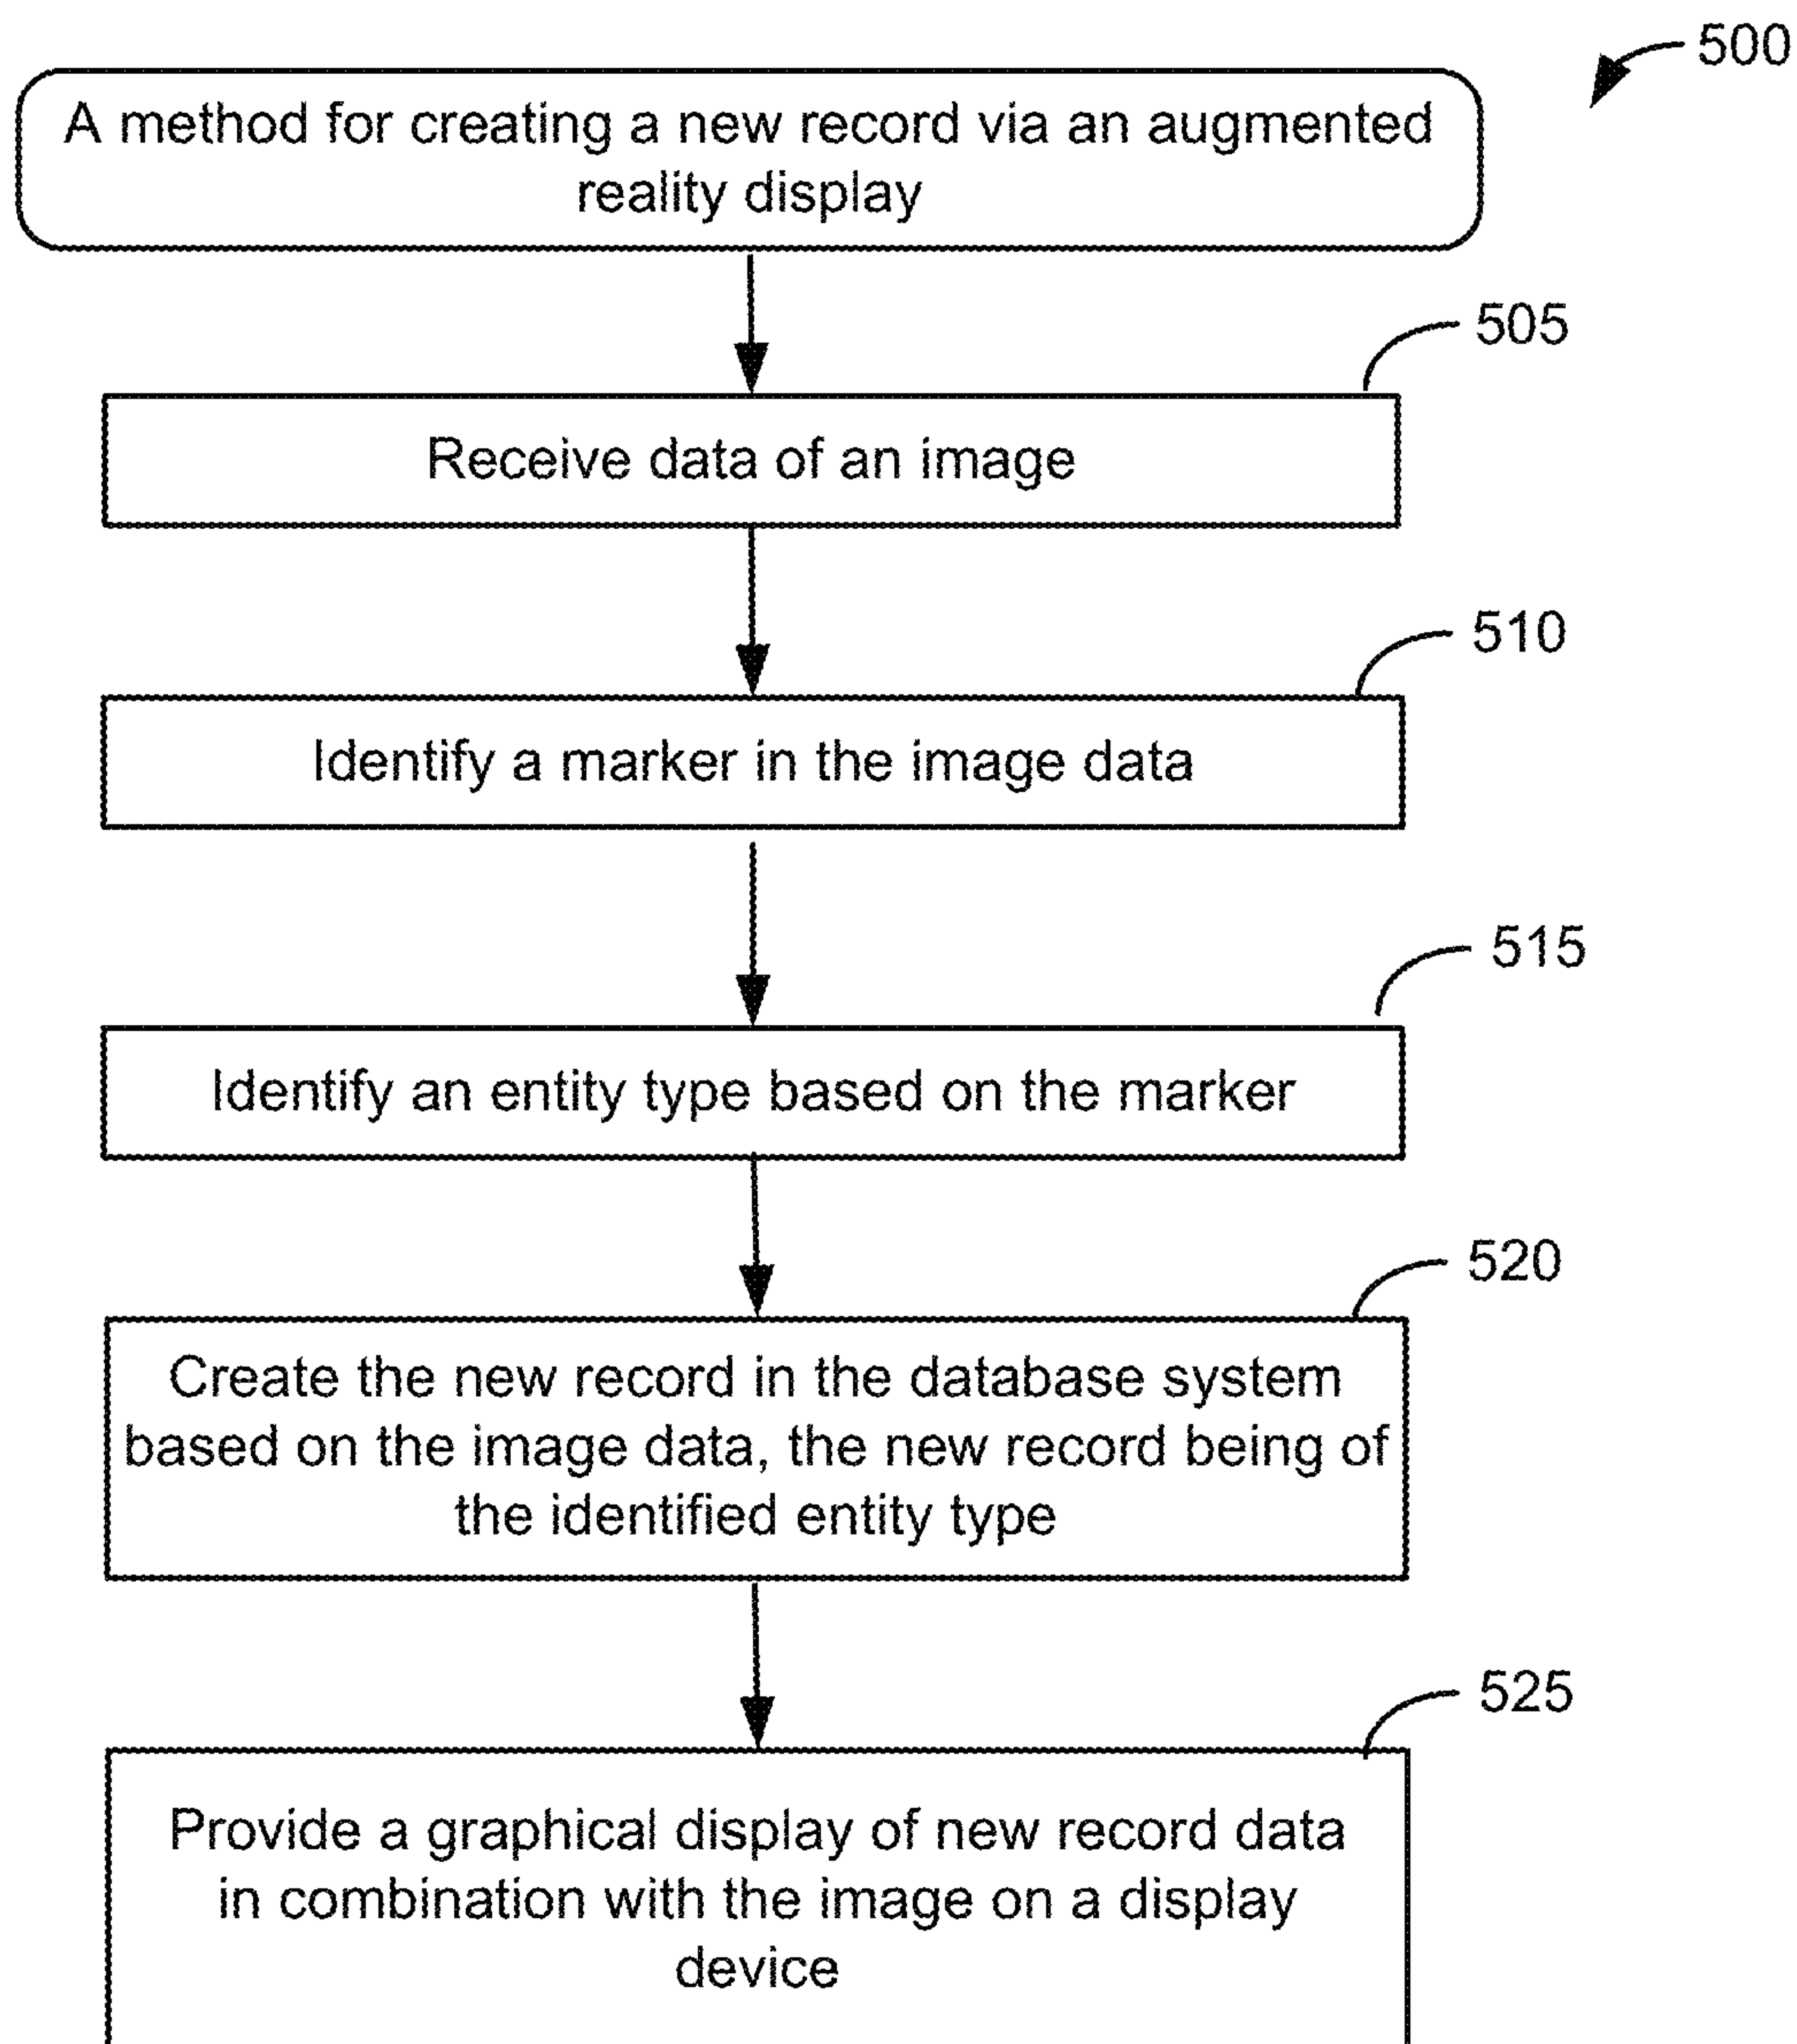 500
A method for creating a new record via an augmented
reality display
505
Receive data of an image
510
Identify a marker in the image data
515
Identify an entity type based on the marker
520
Create the new record in the database system
based on the image data, the new record being of
the identified entity type
525
Provide a graphical display of new record data
in combination with the image on a display
device